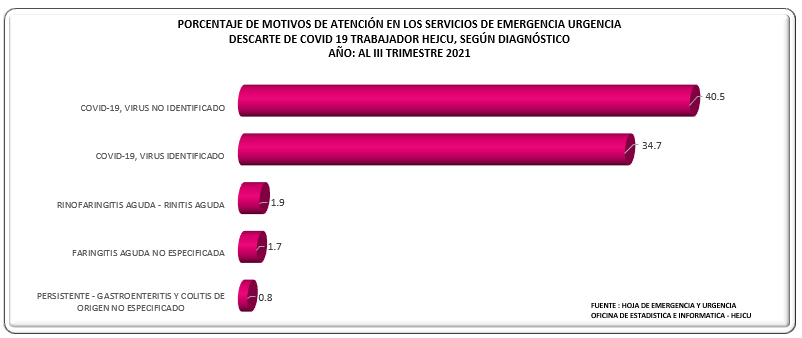 PORCENTAJE DE MOTIVOS DE ATENCIÓN EN LOS SERVICIOS DE EMERGENCIA URGENCIA
DESCARTE DE COVID 19 TRABAJADOR HEJCU, SEGÚN DIAGNÓSTICO
AÑO: AL III TRIMESTRE 2021
COVID-19, VIRUS NO IDENTIFICADO
40.5
COVID-19, VIRUS IDENTIFICADO
34.7
RINOFARINGITIS AGUDA - RINITIS AGUDA
1.9
FARINGITIS AGUDA NO ESPECIFICADA
1.7
PERSISTENTE - GASTROENTERITIS Y COLITIS DE
ORIGEN NO ESPECIFICADO
0.8
FUENTE : HOJA DE EMERGENCIA Y URGENCIA
OFICINA DE ESTADISTICA E INFORMATICA - HEJCU